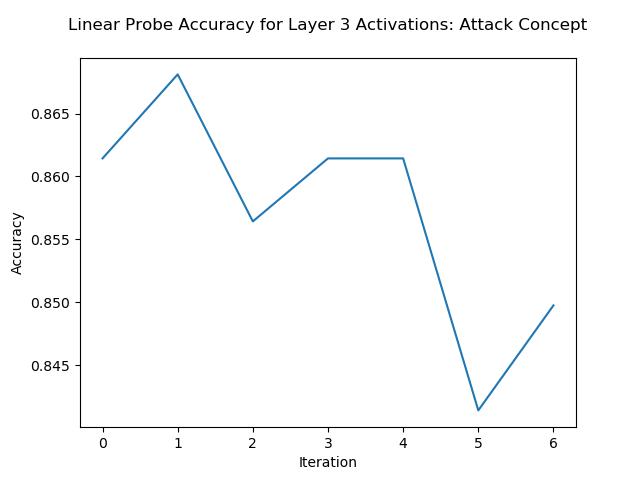 Linear Probe Accuracy for Layer 3 Activations: Attack Concept
0.865
0.860
0.855
0.850
0.845
Accuracy
0 1 2 3 4 5 6
Iteration